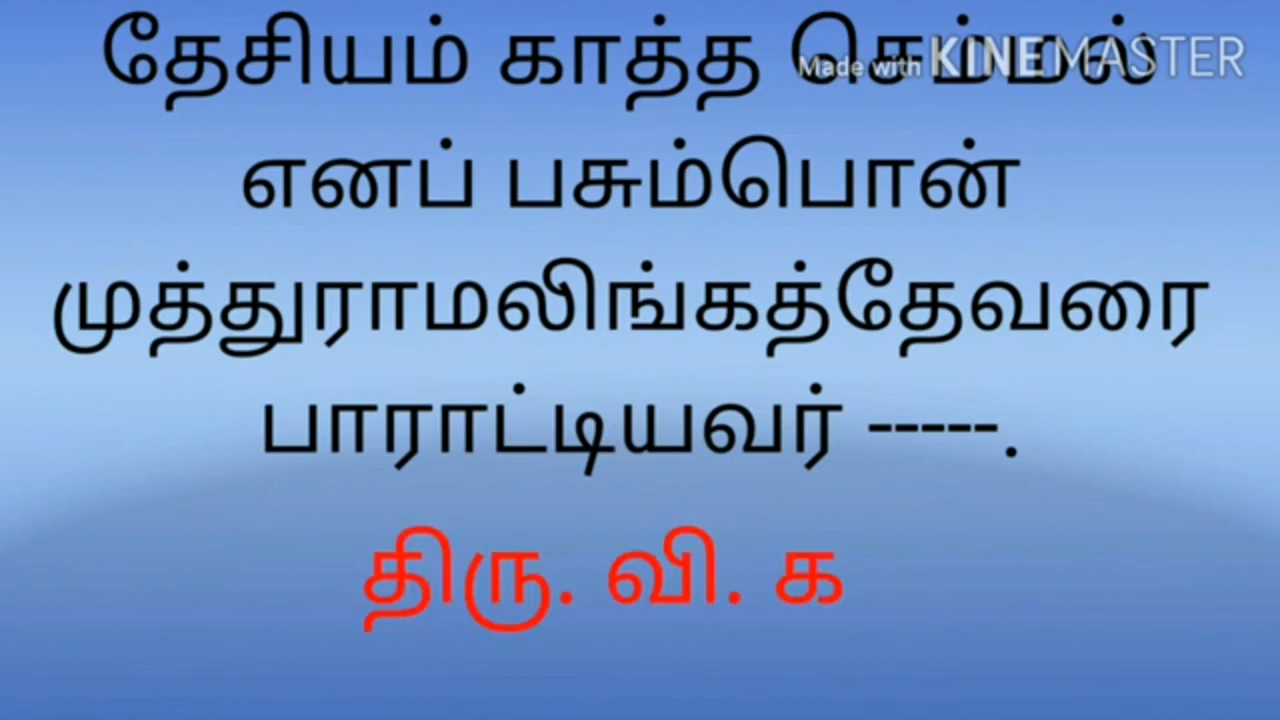 தேசியம் காத்த செம்மல்
Made with KINEMASTER
எனப் பசும்பொன்
முத்துராமலிங்கத்தேவரை
பாராட்டியவர் -----.
திரு. வி. க